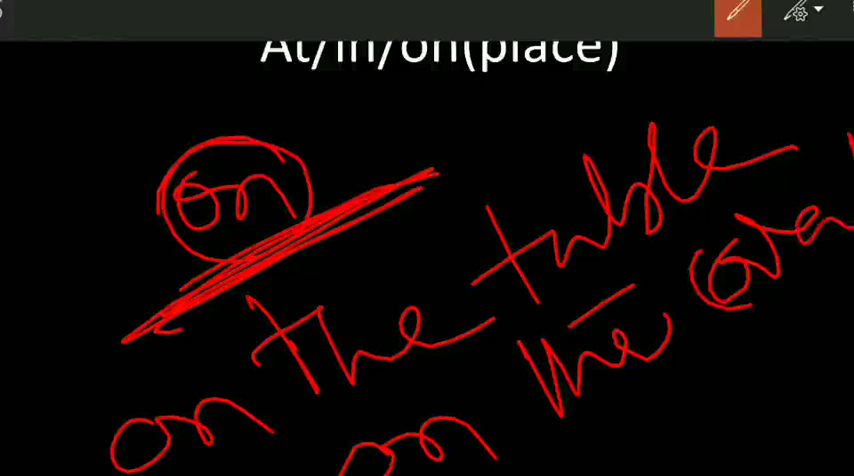 At/in/on(place)
on
on the table
on the